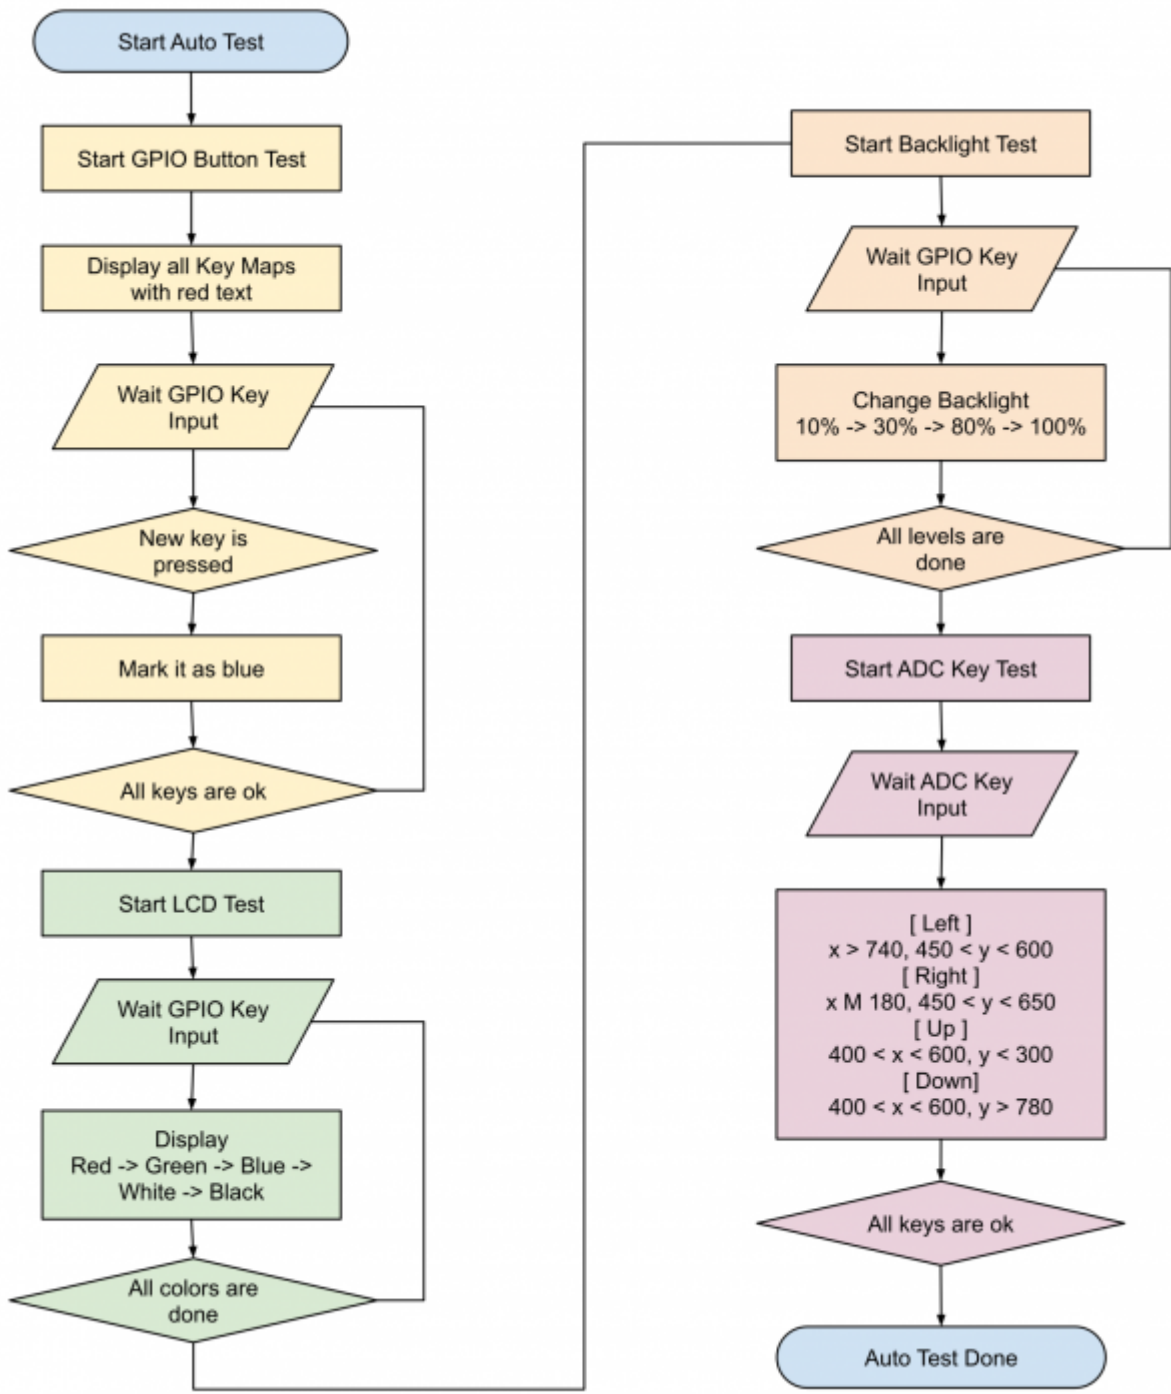 Start Auto Test
Start GPIO Button Test
Display all Key Maps
with red text
Wait GPIO Key
Input
New key is
pressed
Mark it as blue
All keys are ok
Start LCD Test
Wait GPIO Key
Input
Display
Red -> Green -> Blue ->
White -> Black
All colors are
done
Start Backlight Test
Wait GPIO Key
Input
Change Backlight
10% -> 30% -> 80% -> 100%
All levels are
done
Start ADC Key Test
Wait ADC Key
Input
[ Left ]
x > 740, 450 < y < 600
[ Right ]
x M 180, 450 < y < 650
[ Up ]
400 < x < 600, y < 300
[ Down]
400 < x < 600, y > 780
All keys are ok
Auto Test Done